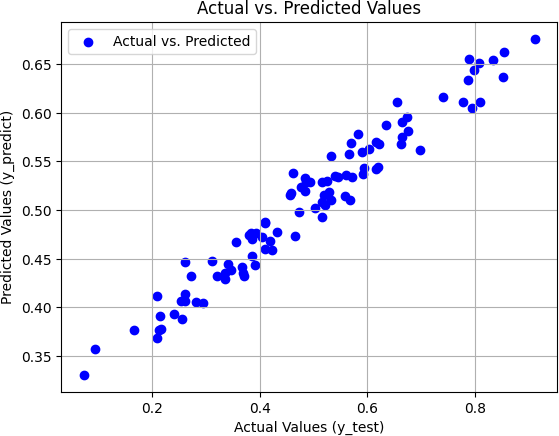 Actual vs. Predicted Values
Actual vs. Predicted
Predicted Values (y_predict)
0.65
0.60
0.55
0.50
0.45
0.40
0.35
0.2 0.4 0.6 0.8
Actual Values (y_test)